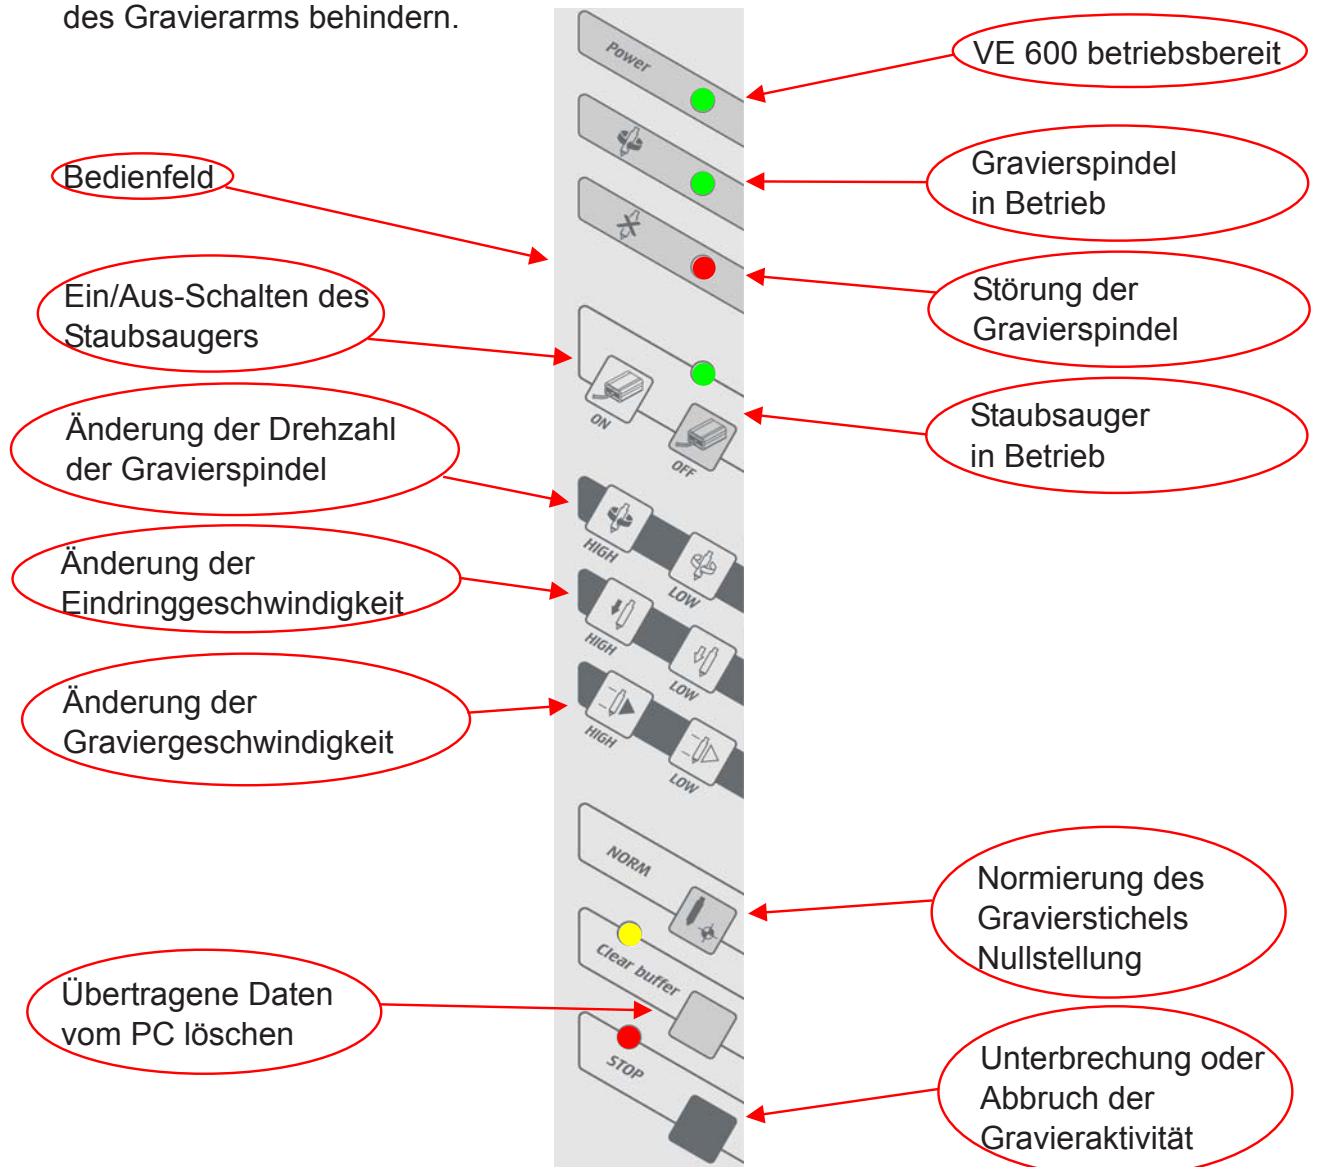 des Gravierarms behindern.
Power
VE 600 betriebsbereit
Bedienfeld
Gravierspindel
in Betrieb
Ein/Aus-Schalten des
Staubsaugers
Störung der
Gravierspindel
ON
OFF
Staubsauger
in Betrieb
Änderung der Drehzahl
der Gravierspindel
HIGH
LOW
Änderung der
Eindringgeschwindigkeit
HIGH
LOW
Änderung der
Graviergeschwindigkeit
HIGH
LOW
NORM
Normierung des
Gravierstichels
Nullstellung
Clear buffer
Übertragene Daten
vom PC löschen
STOP
Unterbrechung oder
Abbruch der
Gravieraktivität